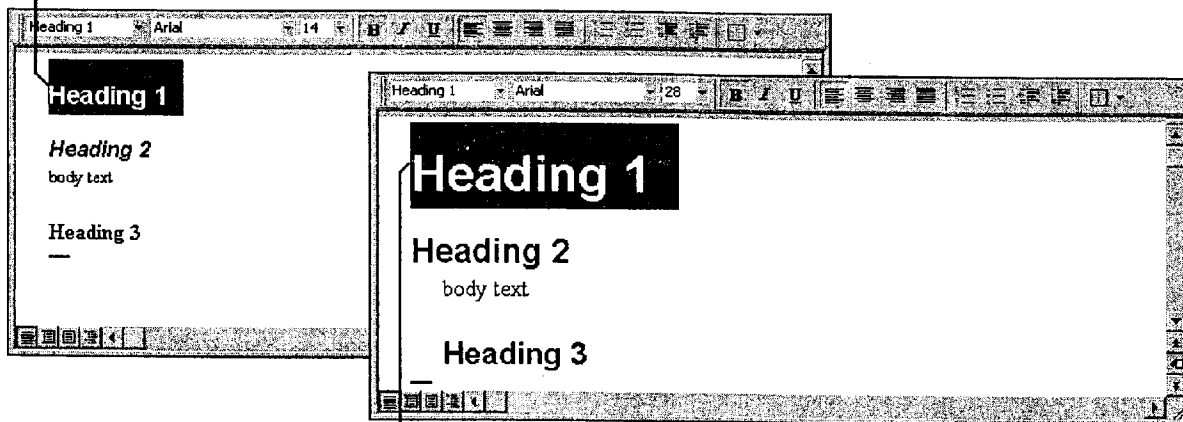 Heading 1 Arial 14 B I U
Heading 1
Heading 2
body text
Heading 3
Heading 1 Arial 28 B I U
Heading 1
Heading 2
body text
Heading 3